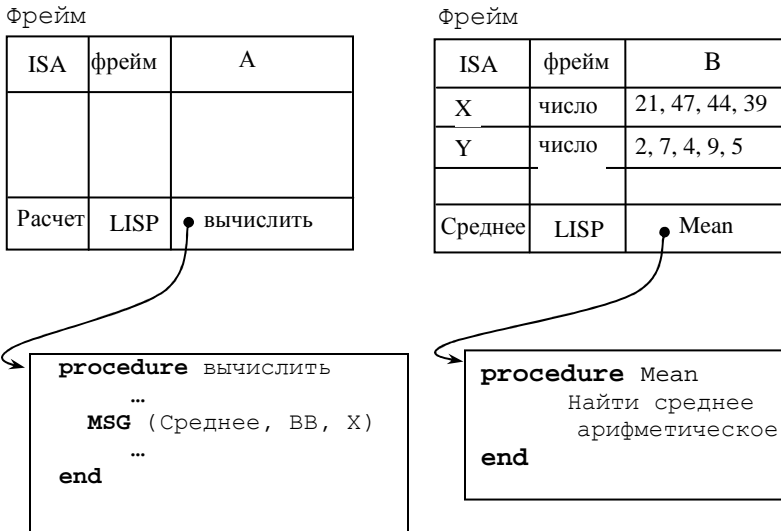 Фрейм
ISA фрейм A
Расчет LISP вычислить
procedure вычислить
…
MSG (Среднее, BB, X)
…
end
Фрейм
ISA фрейм B
X число 21, 47, 44, 39
Y число 2, 7, 4, 9, 5
Среднее LISP Mean
procedure Mean
Найти среднее
арифметическое
end